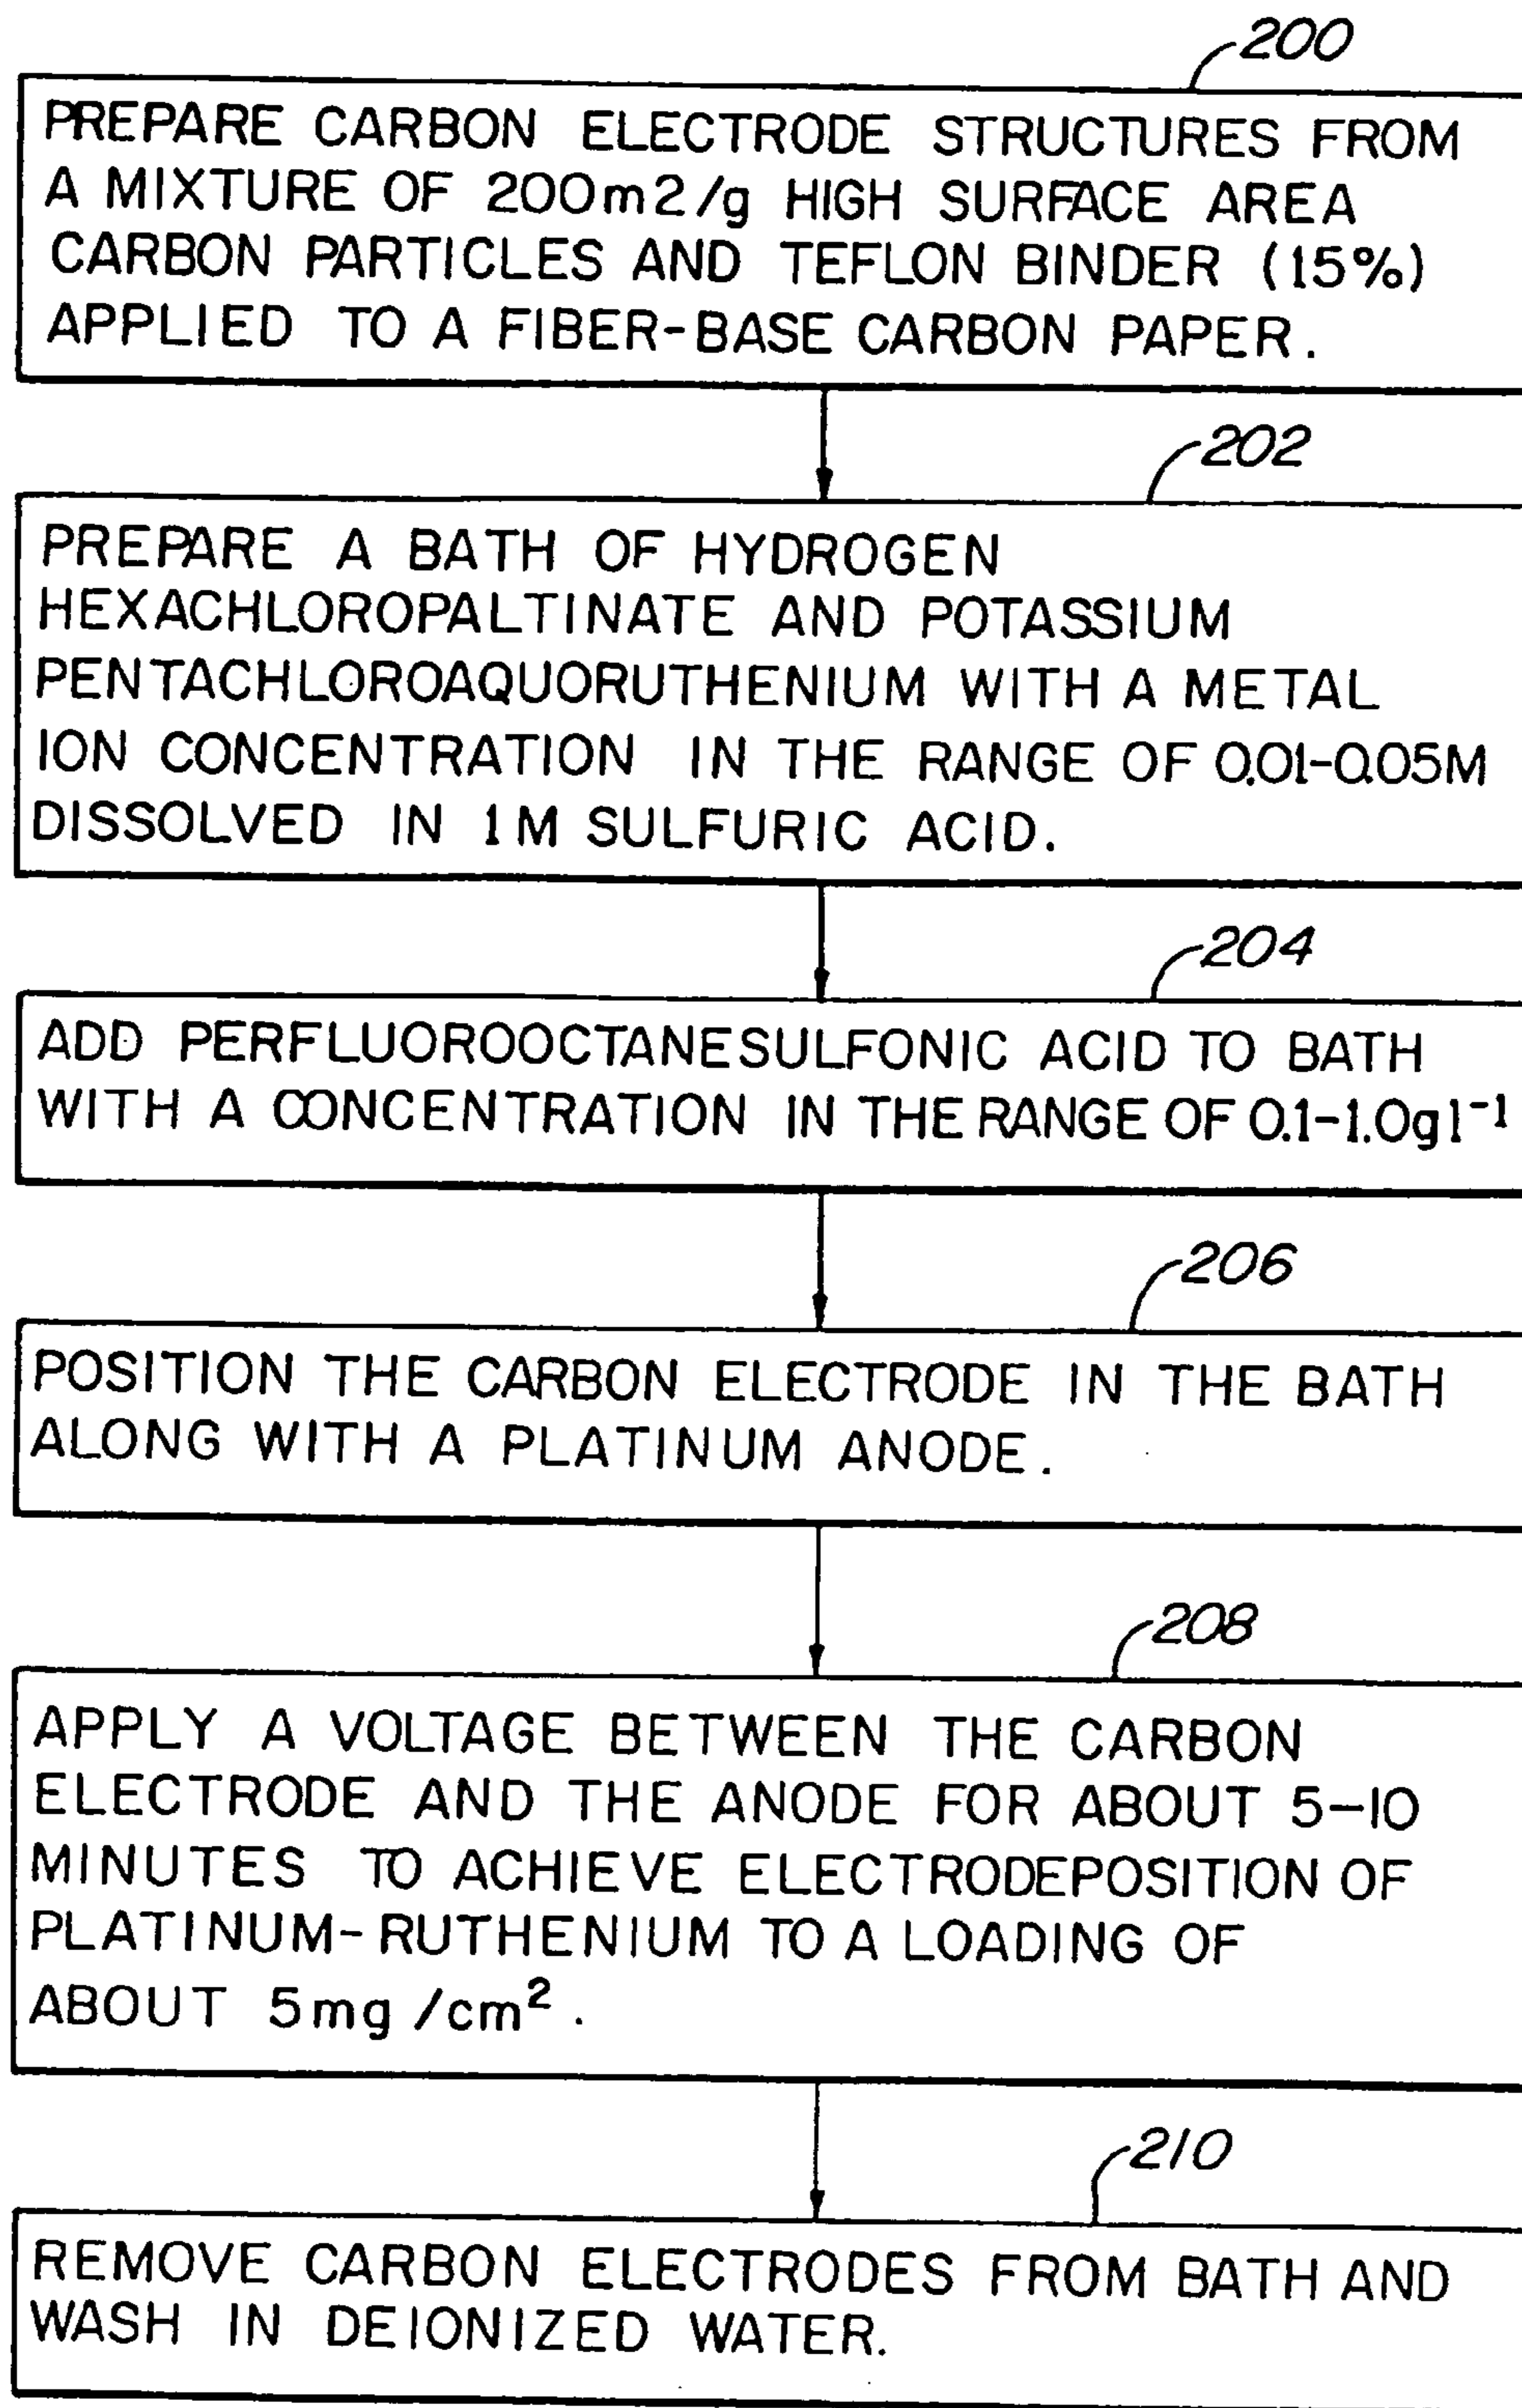 200
PREPARE CARBON ELECTRODE STRUCTURES FROM
A MIXTURE OF 200m2/g HIGH SURFACE AREA
CARBON PARTICLES AND TEFLON BINDER (15%)
APPLIED TO A FIBER-BASE CARBON PAPER.
202
PREPARE A BATH OF HYDROGEN
HEXACHLOROPALTINATE AND POTASSIUM
PENTACHLOROAQUORUTHENIUM WITH A METAL
ION CONCENTRATION IN THE RANGE OF 0.01-0.05M
DISSOLVED IN 1M SULFURIC ACID.
204
ADD PERFLUOROOCTANESULFONIC ACID TO BATH
WITH A CONCENTRATION IN THE RANGE OF 0.1-1.0gl⁻¹
206
POSITION THE CARBON ELECTRODE IN THE BATH
ALONG WITH A PLATINUM ANODE.
208
APPLY A VOLTAGE BETWEEN THE CARBON
ELECTRODE AND THE ANODE FOR ABOUT 5-10
MINUTES TO ACHIEVE ELECTRODEPOSITION OF
PLATINUM-RUTHENIUM TO A LOADING OF
ABOUT 5mg/cm².
210
REMOVE CARBON ELECTRODES FROM BATH AND
WASH IN DEIONIZED WATER.